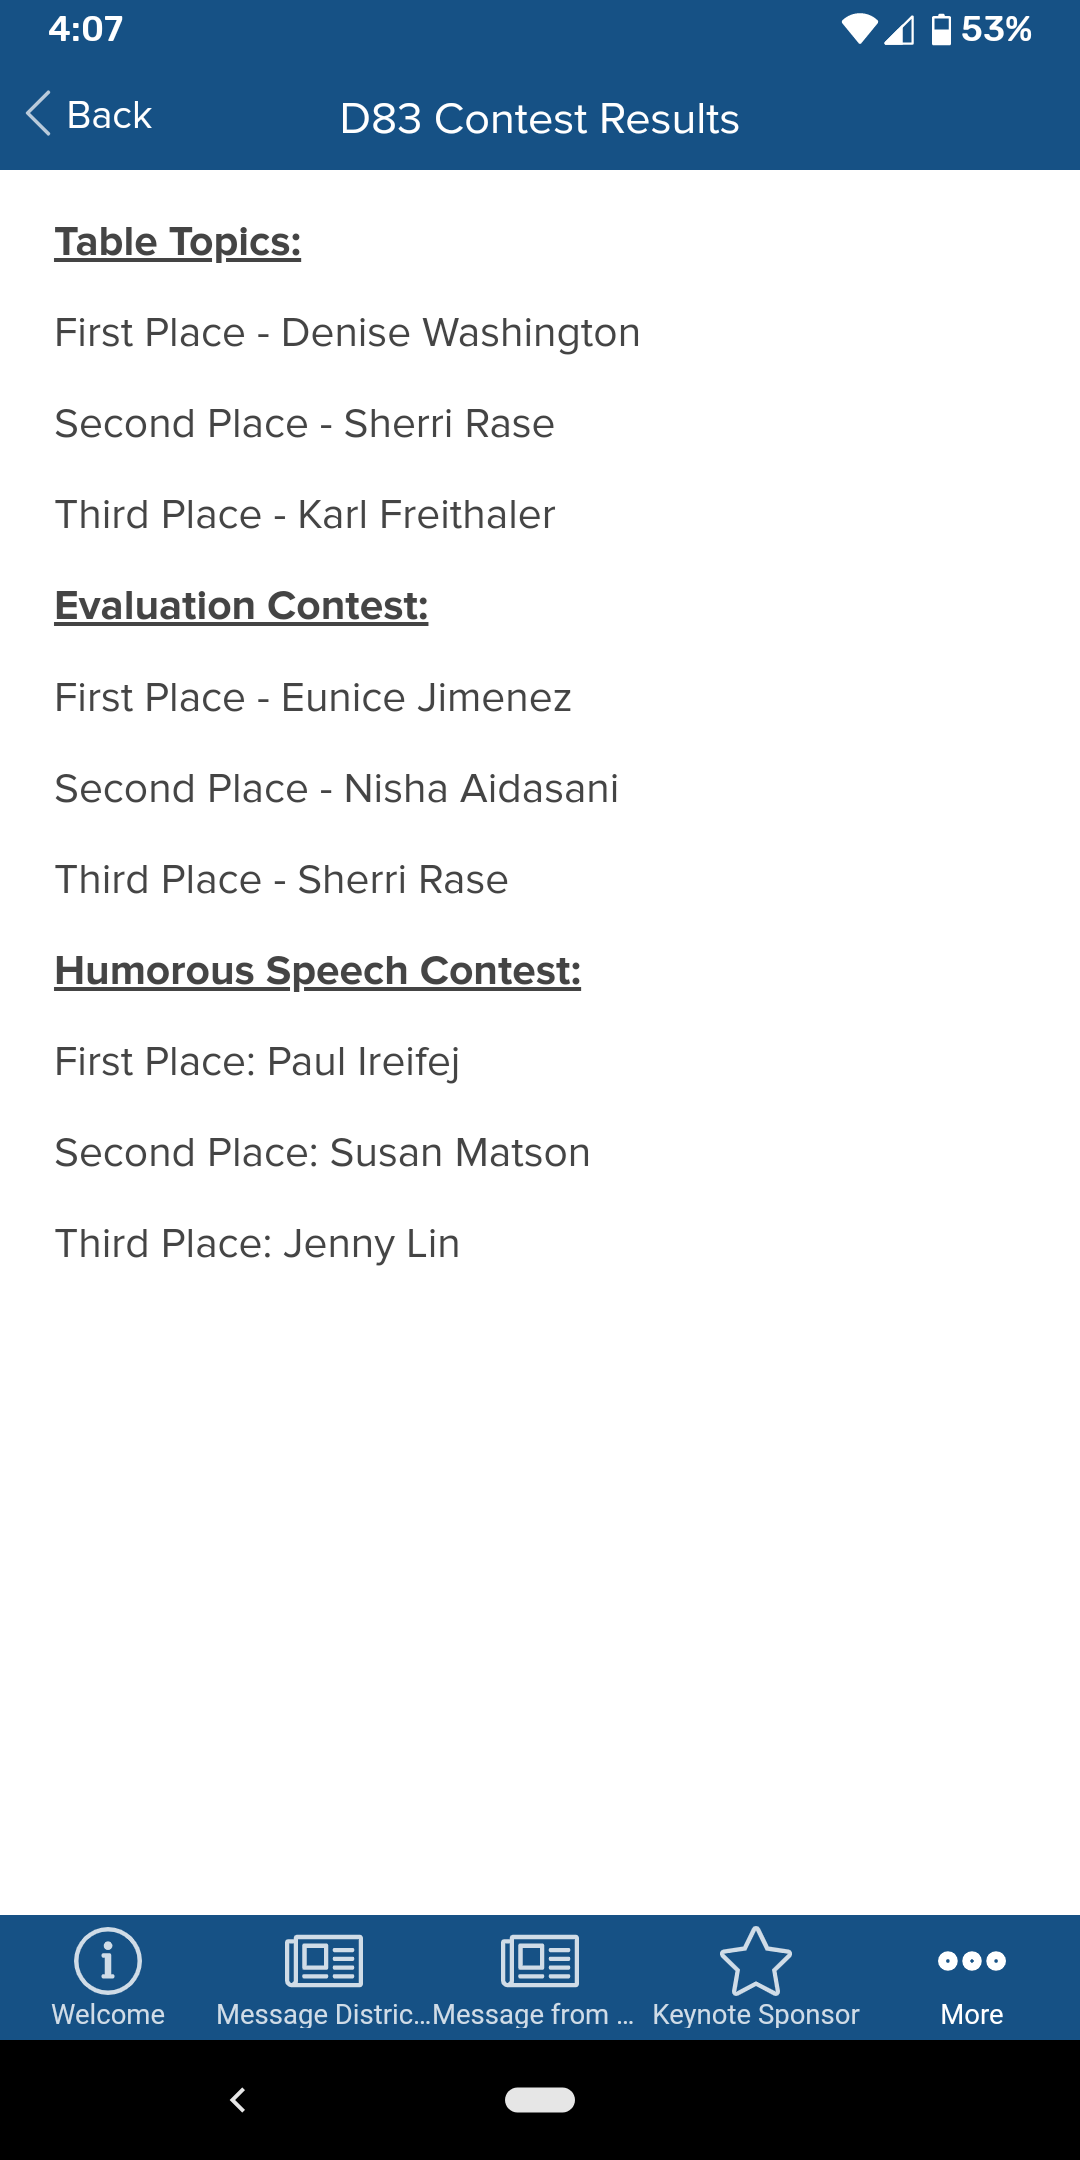 4:07
53%
Back
D83 Contest Results
Table Topics:
First Place - Denise Washington
Second Place - Sherri Rase
Third Place - Karl Freithaler
Evaluation Contest:
First Place - Eunice Jimenez
Second Place - Nisha Aidasani
Third Place - Sherri Rase
Humorous Speech Contest:
First Place: Paul Ireifej
Second Place: Susan Matson
Third Place: Jenny Lin
Welcome
Message Distric...
Message from ...
Keynote Sponsor
More